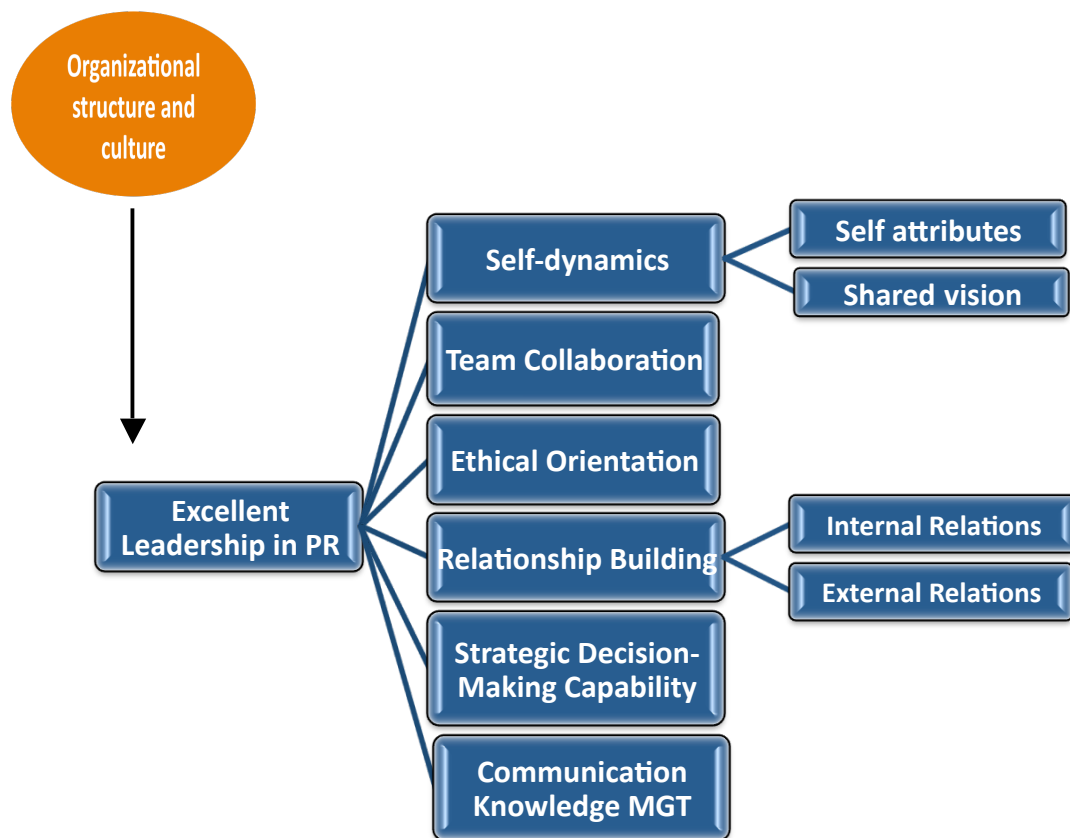 Organizational
structure and
culture
Self-dynamics
Self attributes
Shared vision
Team Collaboration
Ethical Orientation
Excellent
Leadership in PR
Relationship Building
Internal Relations
External Relations
Strategic Decision-
Making Capability
Communication
Knowledge MGT